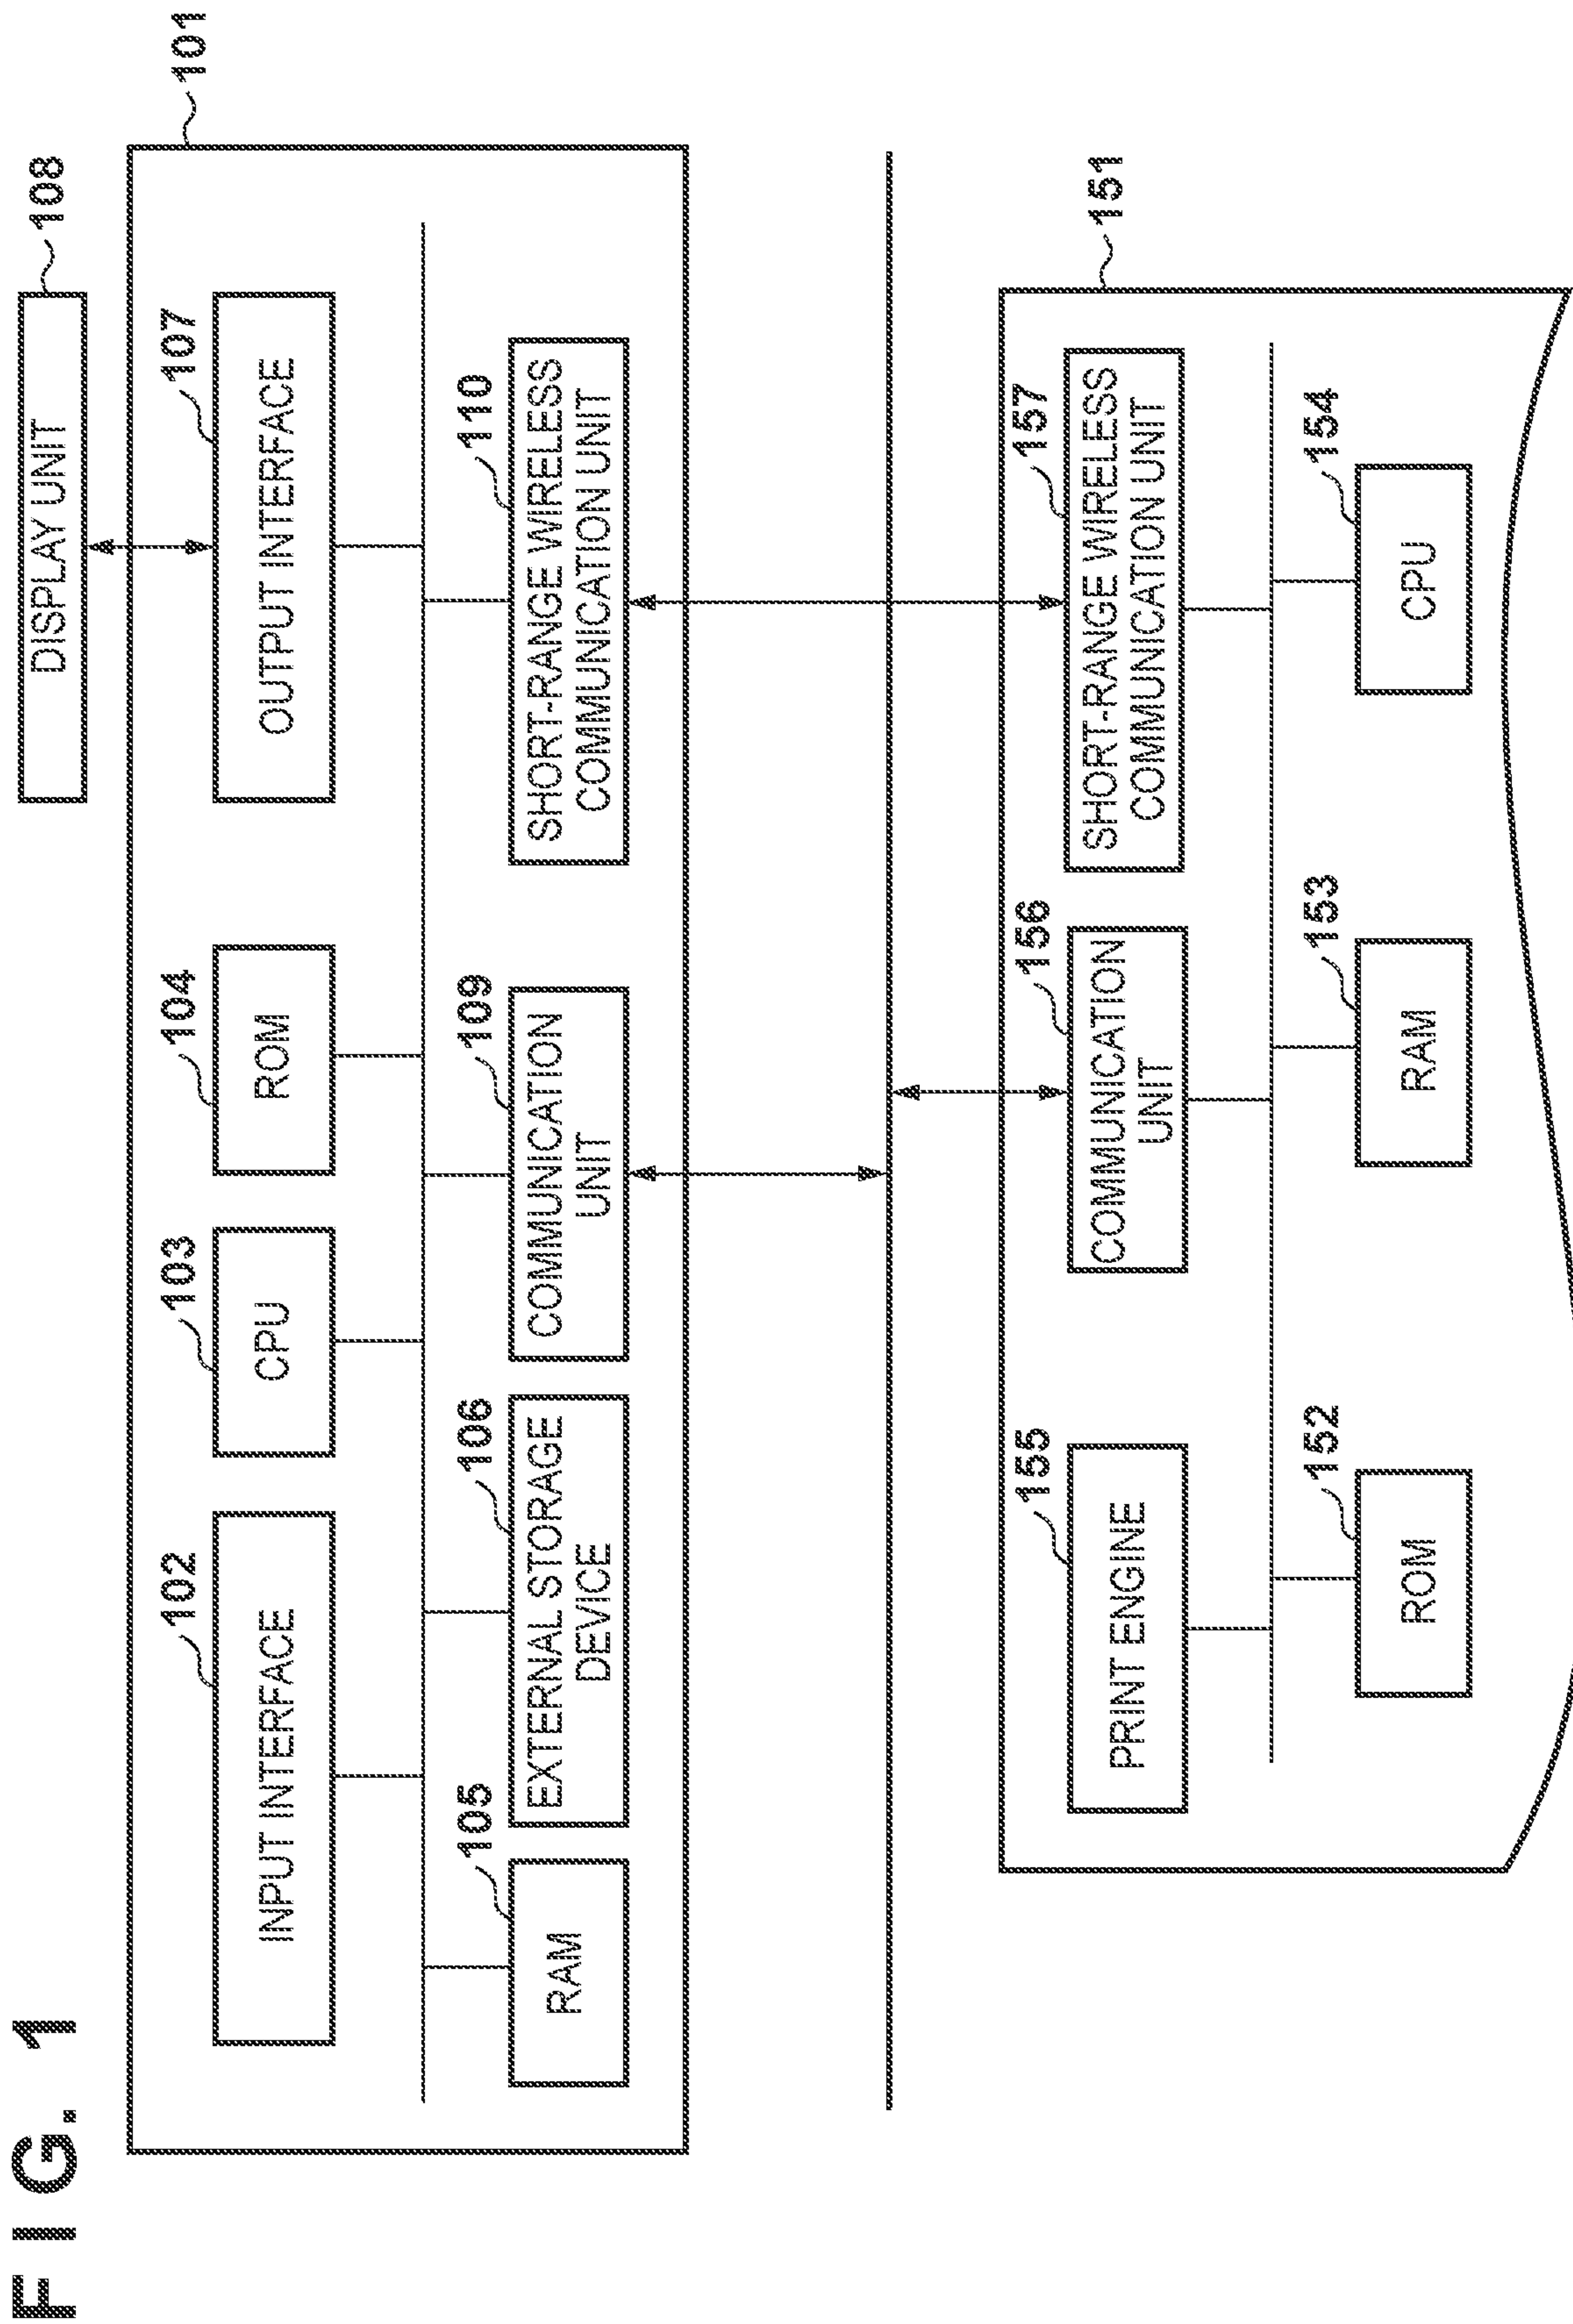 FIG. 1
DISPLAY UNIT
108
101
INPUT INTERFACE
102
CPU
103
ROM
104
OUTPUT INTERFACE
107
RAM
105
EXTERNAL STORAGE
DEVICE
106
COMMUNICATION
UNIT
109
SHORT-RANGE WIRELESS
COMMUNICATION UNIT
110
151
PRINT ENGINE
155
COMMUNICATION
UNIT
156
SHORT-RANGE WIRELESS
COMMUNICATION UNIT
157
ROM
152
RAM
153
CPU
154